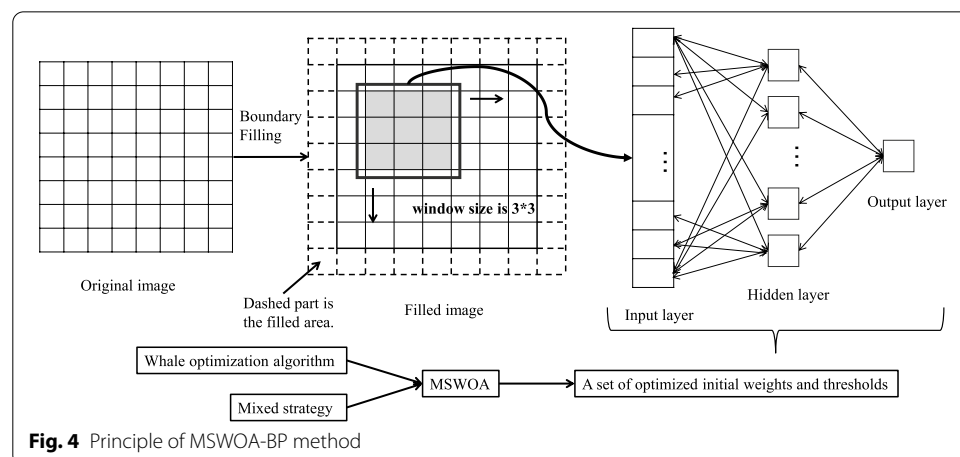 Original image
Boundary
Filling
window size is 3*3
Dashed part is
the filled area.
Filled image
Input layer
Hidden layer
Output layer
Whale optimization algorithm
Mixed strategy
MSWOA
A set of optimized initial weights and thresholds
Fig. 4 Principle of MSWOA-BP method